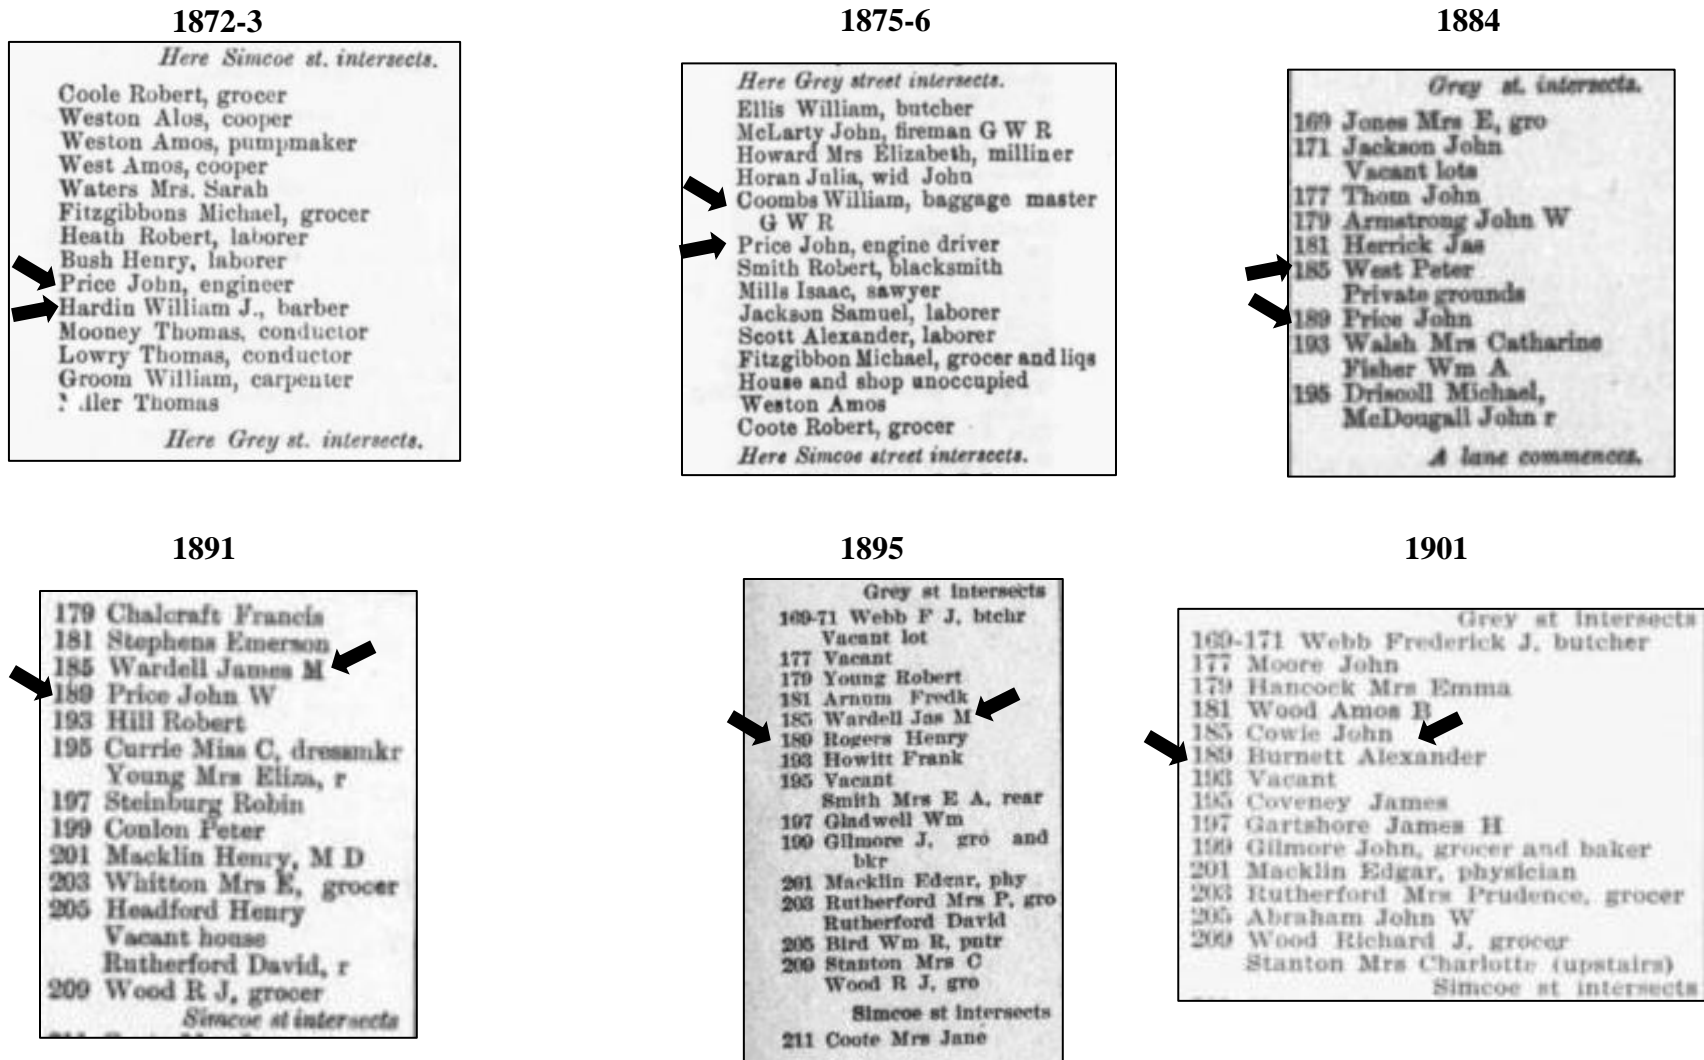 1872-3
Here Simcoe st. intersects.
Coole Robert, grocer
Weston Alos, cooper
Weston Amos, pumpmaker
West Amos, cooper
Waters Mrs. Sarah
Fitzgibbons Michael, grocer
Heath Robert, laborer
Bush Henry, laborer
Price John, engineer
Hardin William J., barber
Mooney Thomas, conductor
Lowry Thomas, conductor
Groom William, carpenter
Thomas
Here Grey st. intersects.
1875-6
Here Grey street intersects.
Ellis William, butcher
McLarty John, fireman G W R
Howard Mrs Elizabeth, milliner
Horan Julia, wid John
Coombs William, baggage master
G W R
Price John, engine driver
Smith Robert, blacksmith
Mills Isaac, sawyer
Jackson Samuel, laborer
Scott Alexander, laborer
Fitzgibbon Michael, grocer and liqs
House and shop unoccupied
Weston Amos
Coote Robert, grocer
Here Simcoe street intersects.
1884
Grey st. intersects.
169 Jones Mrs E, gro
171 Jackson John
Vacant lots
177 Thom John
179 Armstrong John W
181 Herrick Jas
185 West Peter
Private grounds
189 Price John
193 Walsh Mrs Catharine
Fisher Wm A
195 Driscoll Michael,
McDougall John r
A lane commences.
1891
179 Chalcraft Francis
181 Stephens Emerson
185 Wardell James M
189 Price John W
193 Hill Robert
195 Currie Miss C, dressmkr
Young Mrs Eliza, r
197 Steinburg Robin
199 Conlon Peter
201 Macklin Henry, M D
203 Whitton Mrs E, grocer
205 Headford Henry
Vacant house
Rutherford David, r
209 Wood R J, grocer
Simcoe st intersects
1895
Grey st intersects
169-71 Webb F J, btchr
Vacant lot
177 Vacant
179 Young Robert
181 Arnum Fredk
185 Wardell Jas M
189 Rogers Henry
193 Howitt Frank
195 Vacant
Smith Mrs E A, rear
197 Gladwell Wm
199 Gilmore J, gro and
bkr
201 Macklin Edgar, phy
203 Rutherford Mrs P, gro
Rutherford David
205 Bird Wm R, pntr
209 Stanton Mrs C
Wood R J, gro
Simcoe st intersects
211 Coote Mrs Jane
1901
Grey st intersects
169-171 Webb Frederick J, butcher
177 Moore John
179 Hancock Mrs Emma
181 Wood Amos B
185 Cowie John
189 Burnett Alexander
193 Vacant
195 Coveney James
197 Gartshore James H
199 Gilmore John, grocer and baker
201 Macklin Edgar, physician
203 Rutherford Mrs Prudence, grocer
205 Abraham John W
209 Wood Richard J, grocer
Stanton Mrs Charlotte (upstairs)
Simcoe st intersects